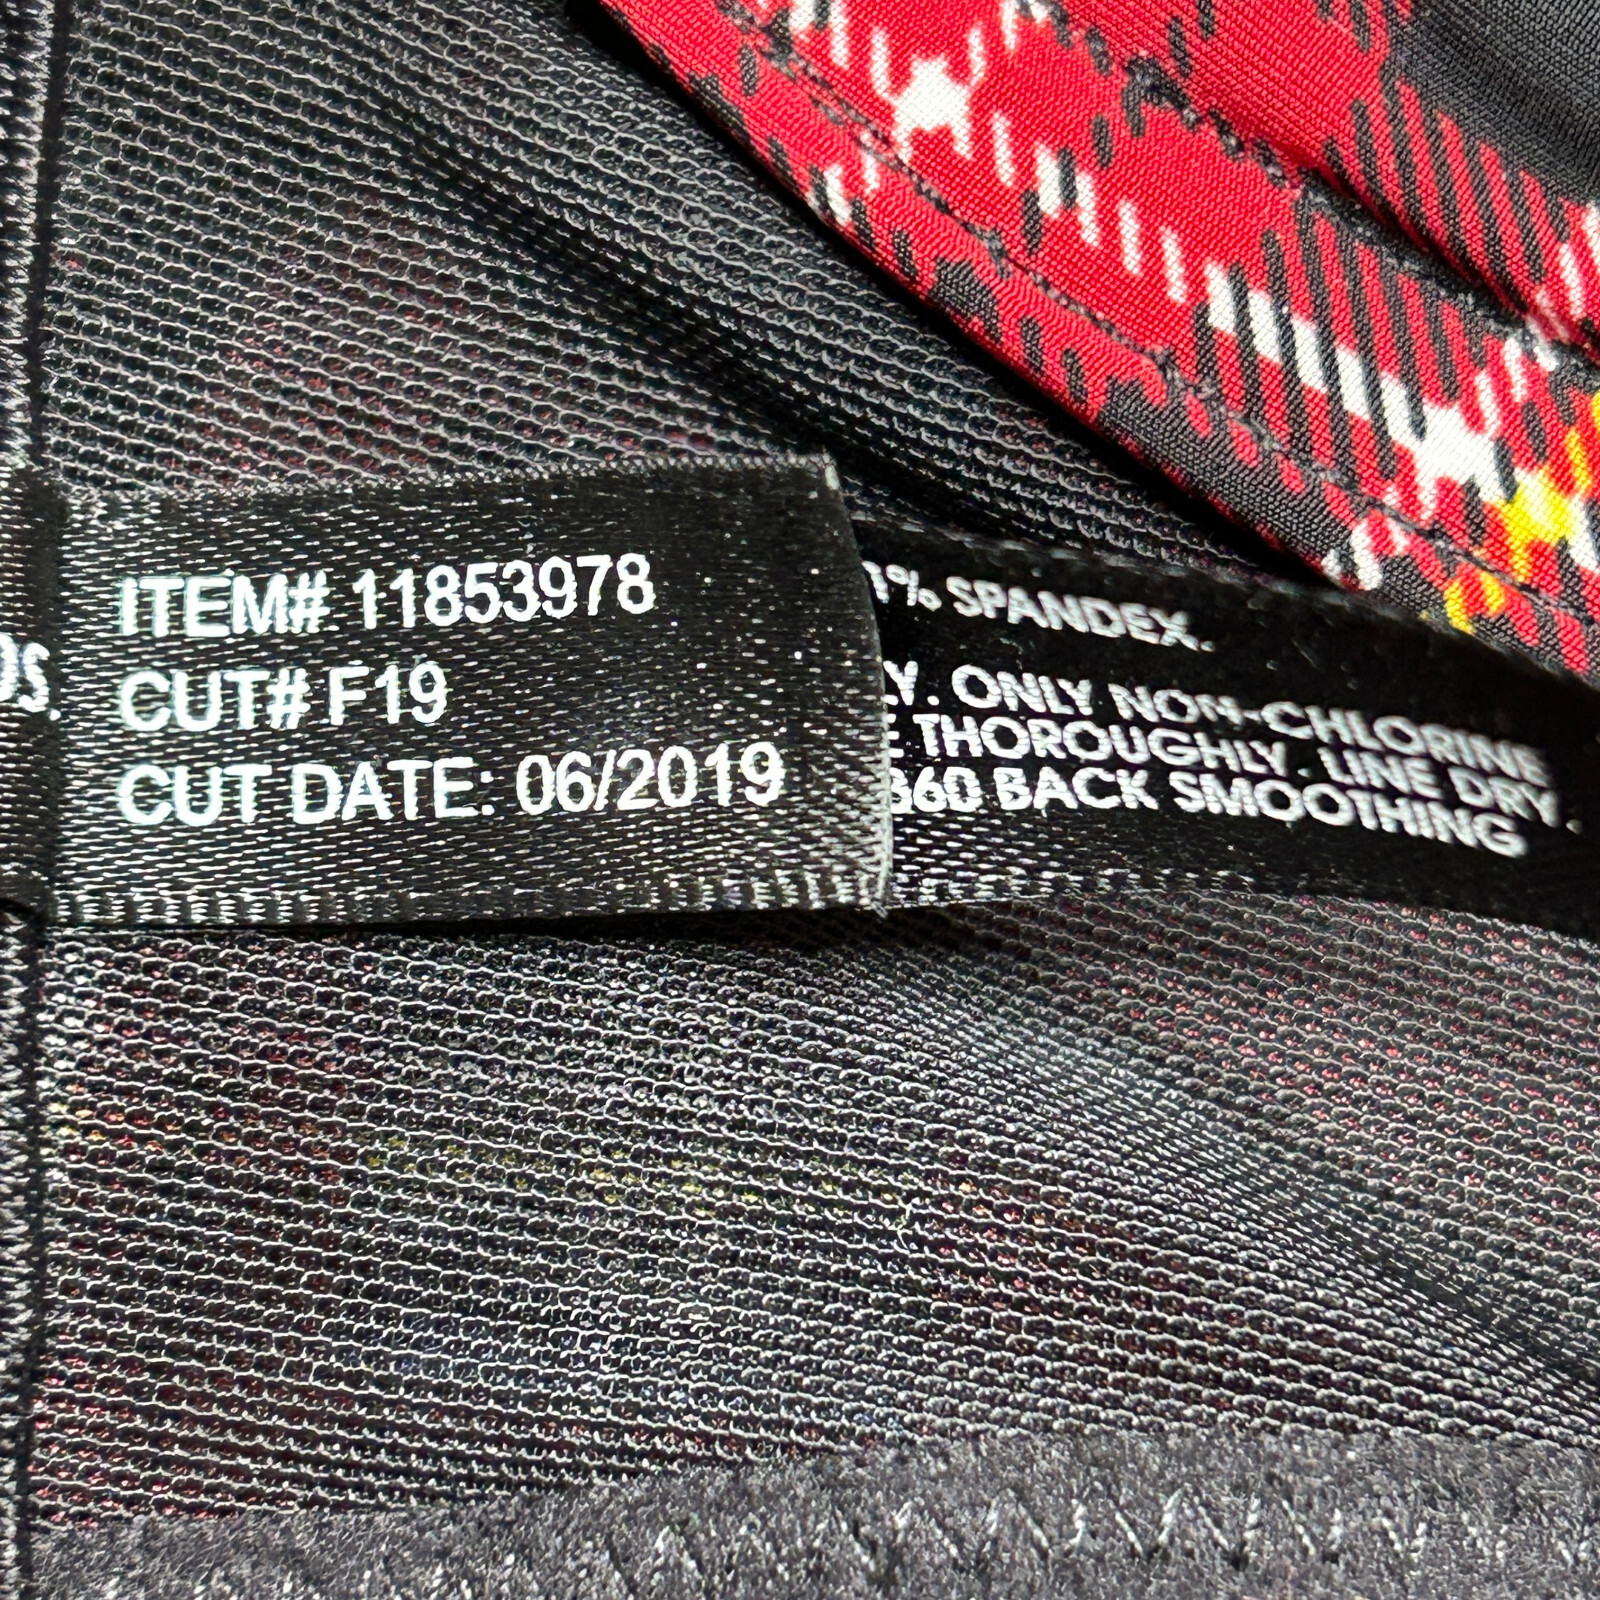 ITEM# 11853978
CUT# F19
CUT DATE: 06/2019
% SPANDEX.
. ONLY NON-CHLORINE
THOROUGHLY. LINE DRY.
360 BACK SMOOTHING